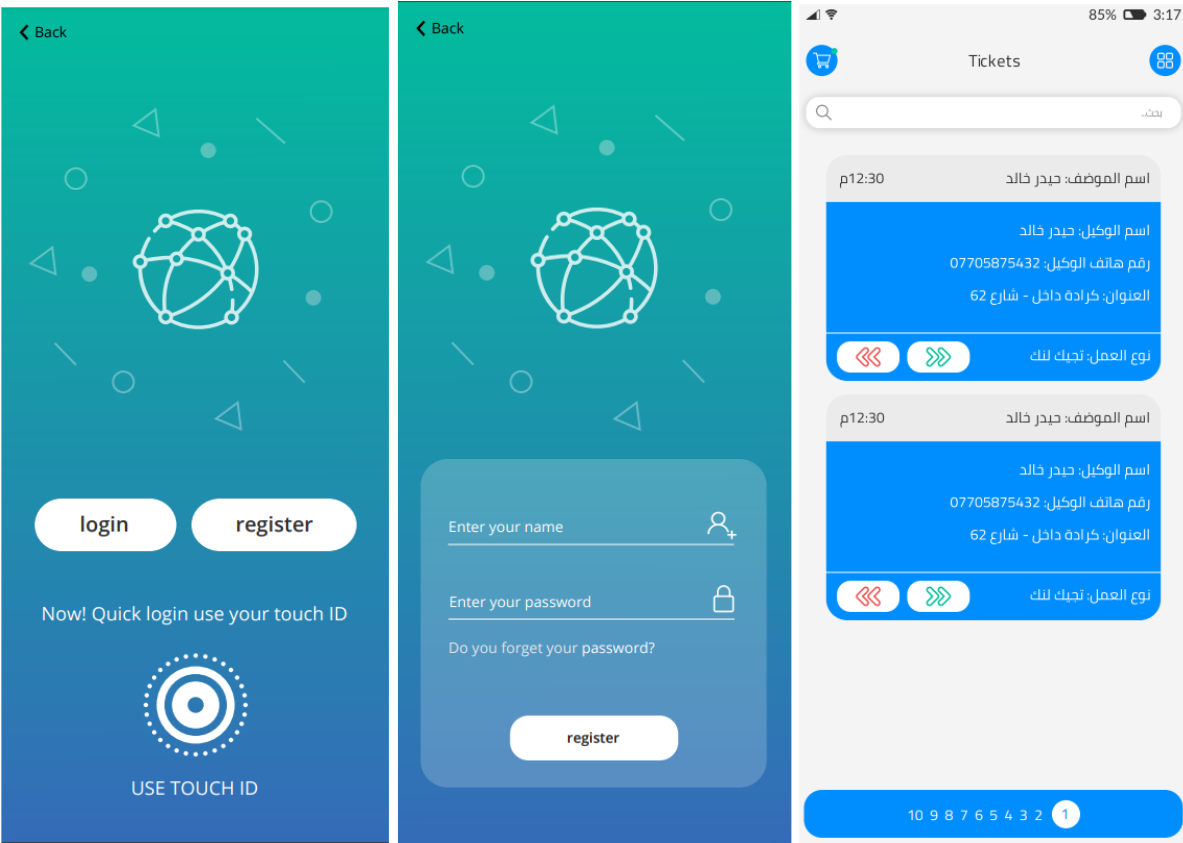 Back
login
register
Now! Quick login use your touch ID
USE TOUCH ID
Back
Enter your name
Enter your password
Do you forget your password?
register
85% 3:17
Tickets
بحث..
اسم الموضف: حيدر خالد 12:30م
اسم الوكيل: حيدر خالد
رقم هاتف الوكيل: 07705875432
العنوان: كرادة داخل - شارع 62
نوع العمل: تجيك لنك
اسم الموضف: حيدر خالد 12:30م
اسم الوكيل: حيدر خالد
رقم هاتف الوكيل: 07705875432
العنوان: كرادة داخل - شارع 62
نوع العمل: تجيك لنك
10 9 8 7 6 5 4 3 2 1